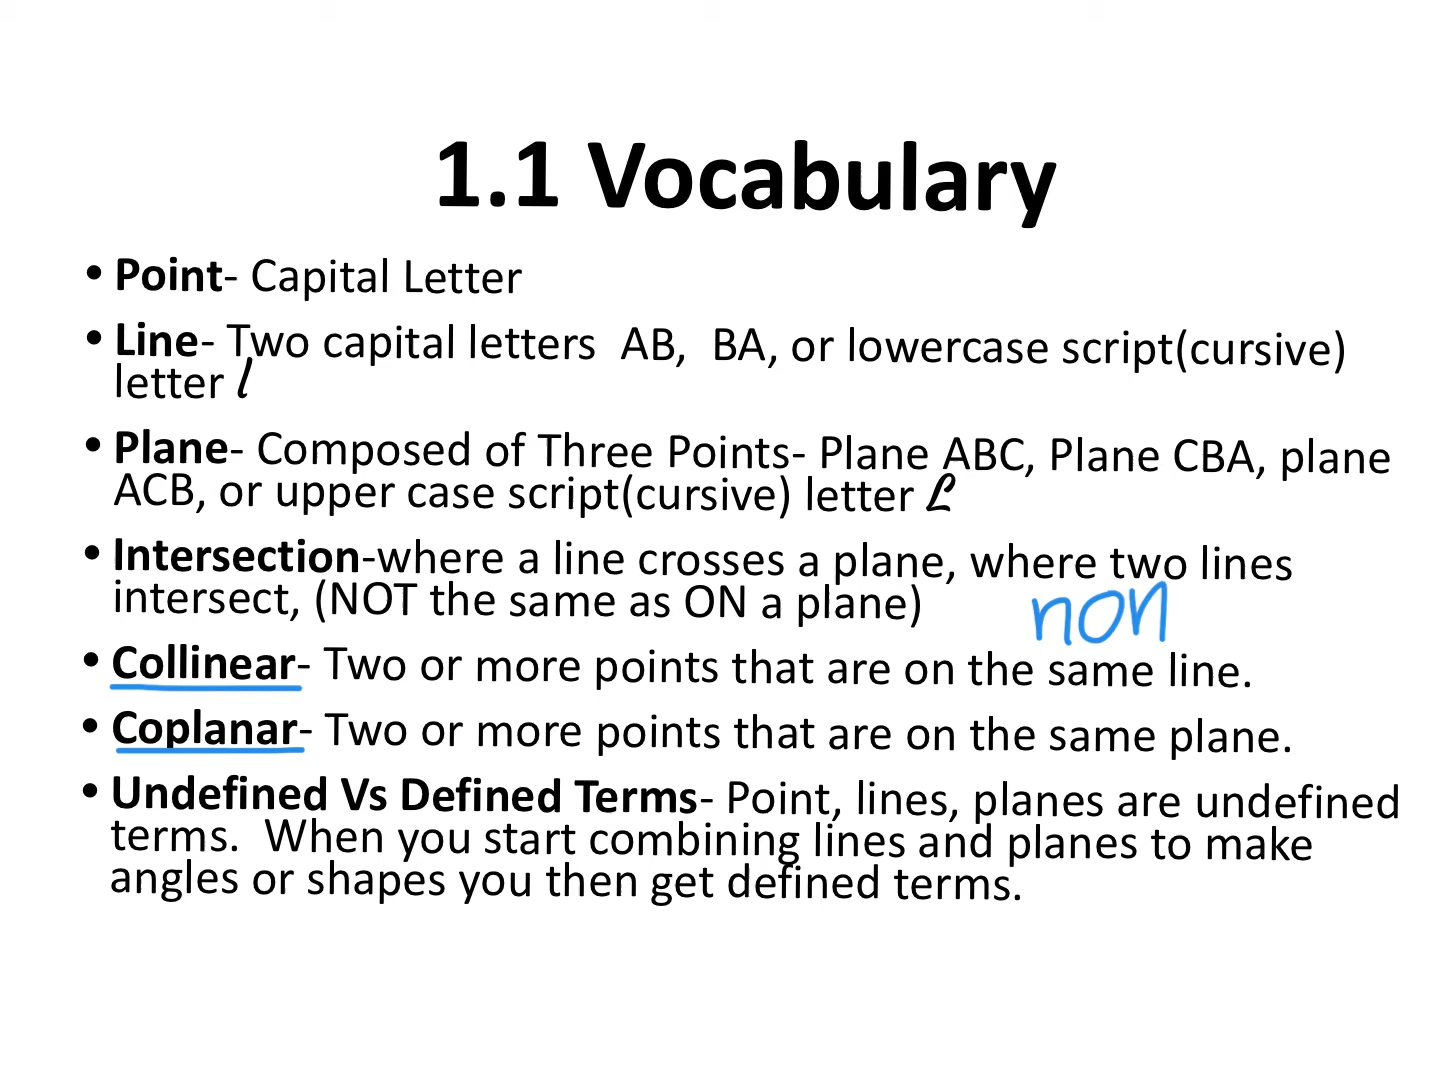 1.1 Vocabulary
• Point- Capital Letter
• Line- Two capital letters AB, BA, or lowercase script(cursive)
letter l
• Plane- Composed of Three Points- Plane ABC, Plane CBA, plane
ACB, or upper case script(cursive) letter ℒ
• Intersection-where a line crosses a plane, where two lines
intersect, (NOT the same as ON a plane)
non
• Collinear- Two or more points that are on the same line.
• Coplanar- Two or more points that are on the same plane.
• Undefined Vs Defined Terms- Point, lines, planes are undefined
terms. When you start combining lines and planes to make
angles or shapes you then get defined terms.